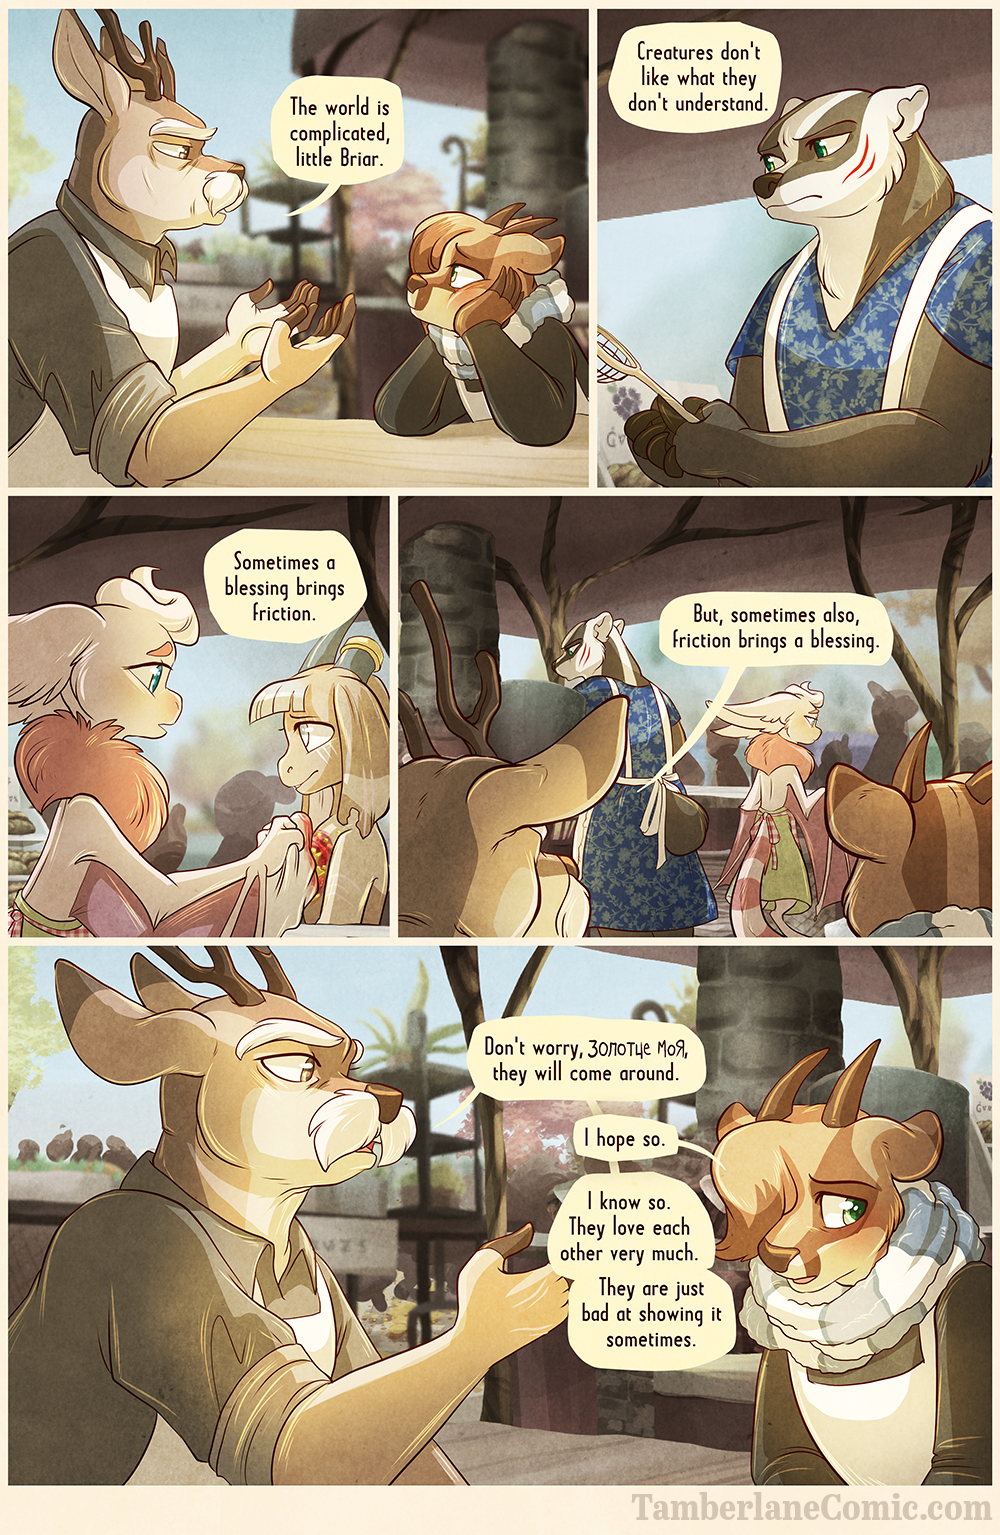 The world is
complicated,
little Briar.
Creatures don't
like what they
don't understand.
Sometimes a
blessing brings
friction.
But, sometimes also,
friction brings a blessing.
Don't worry, золотце моя,
they will come around.
I hope so.
I know so.
They love each
other very much.
They are just
bad at showing it
sometimes.
TamberlaneComic.com